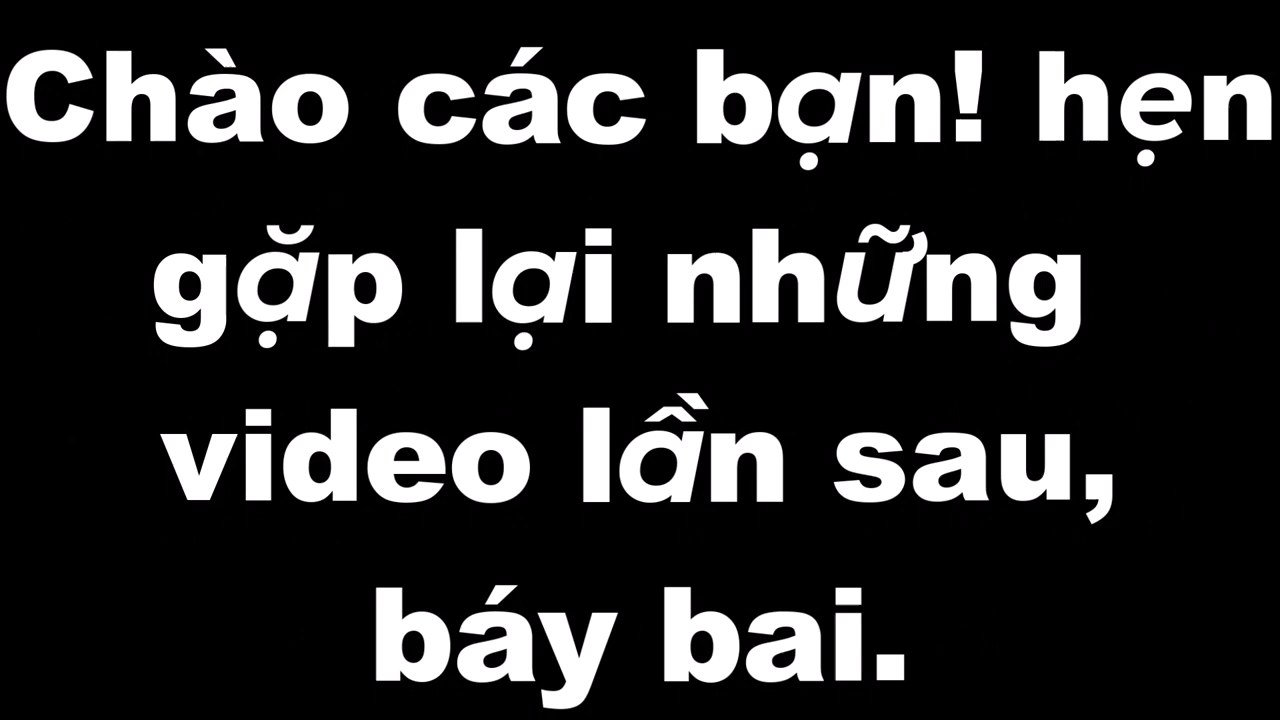 Chào các bạn! hẹn
gặp lại những
video lần sau,
báy bai.